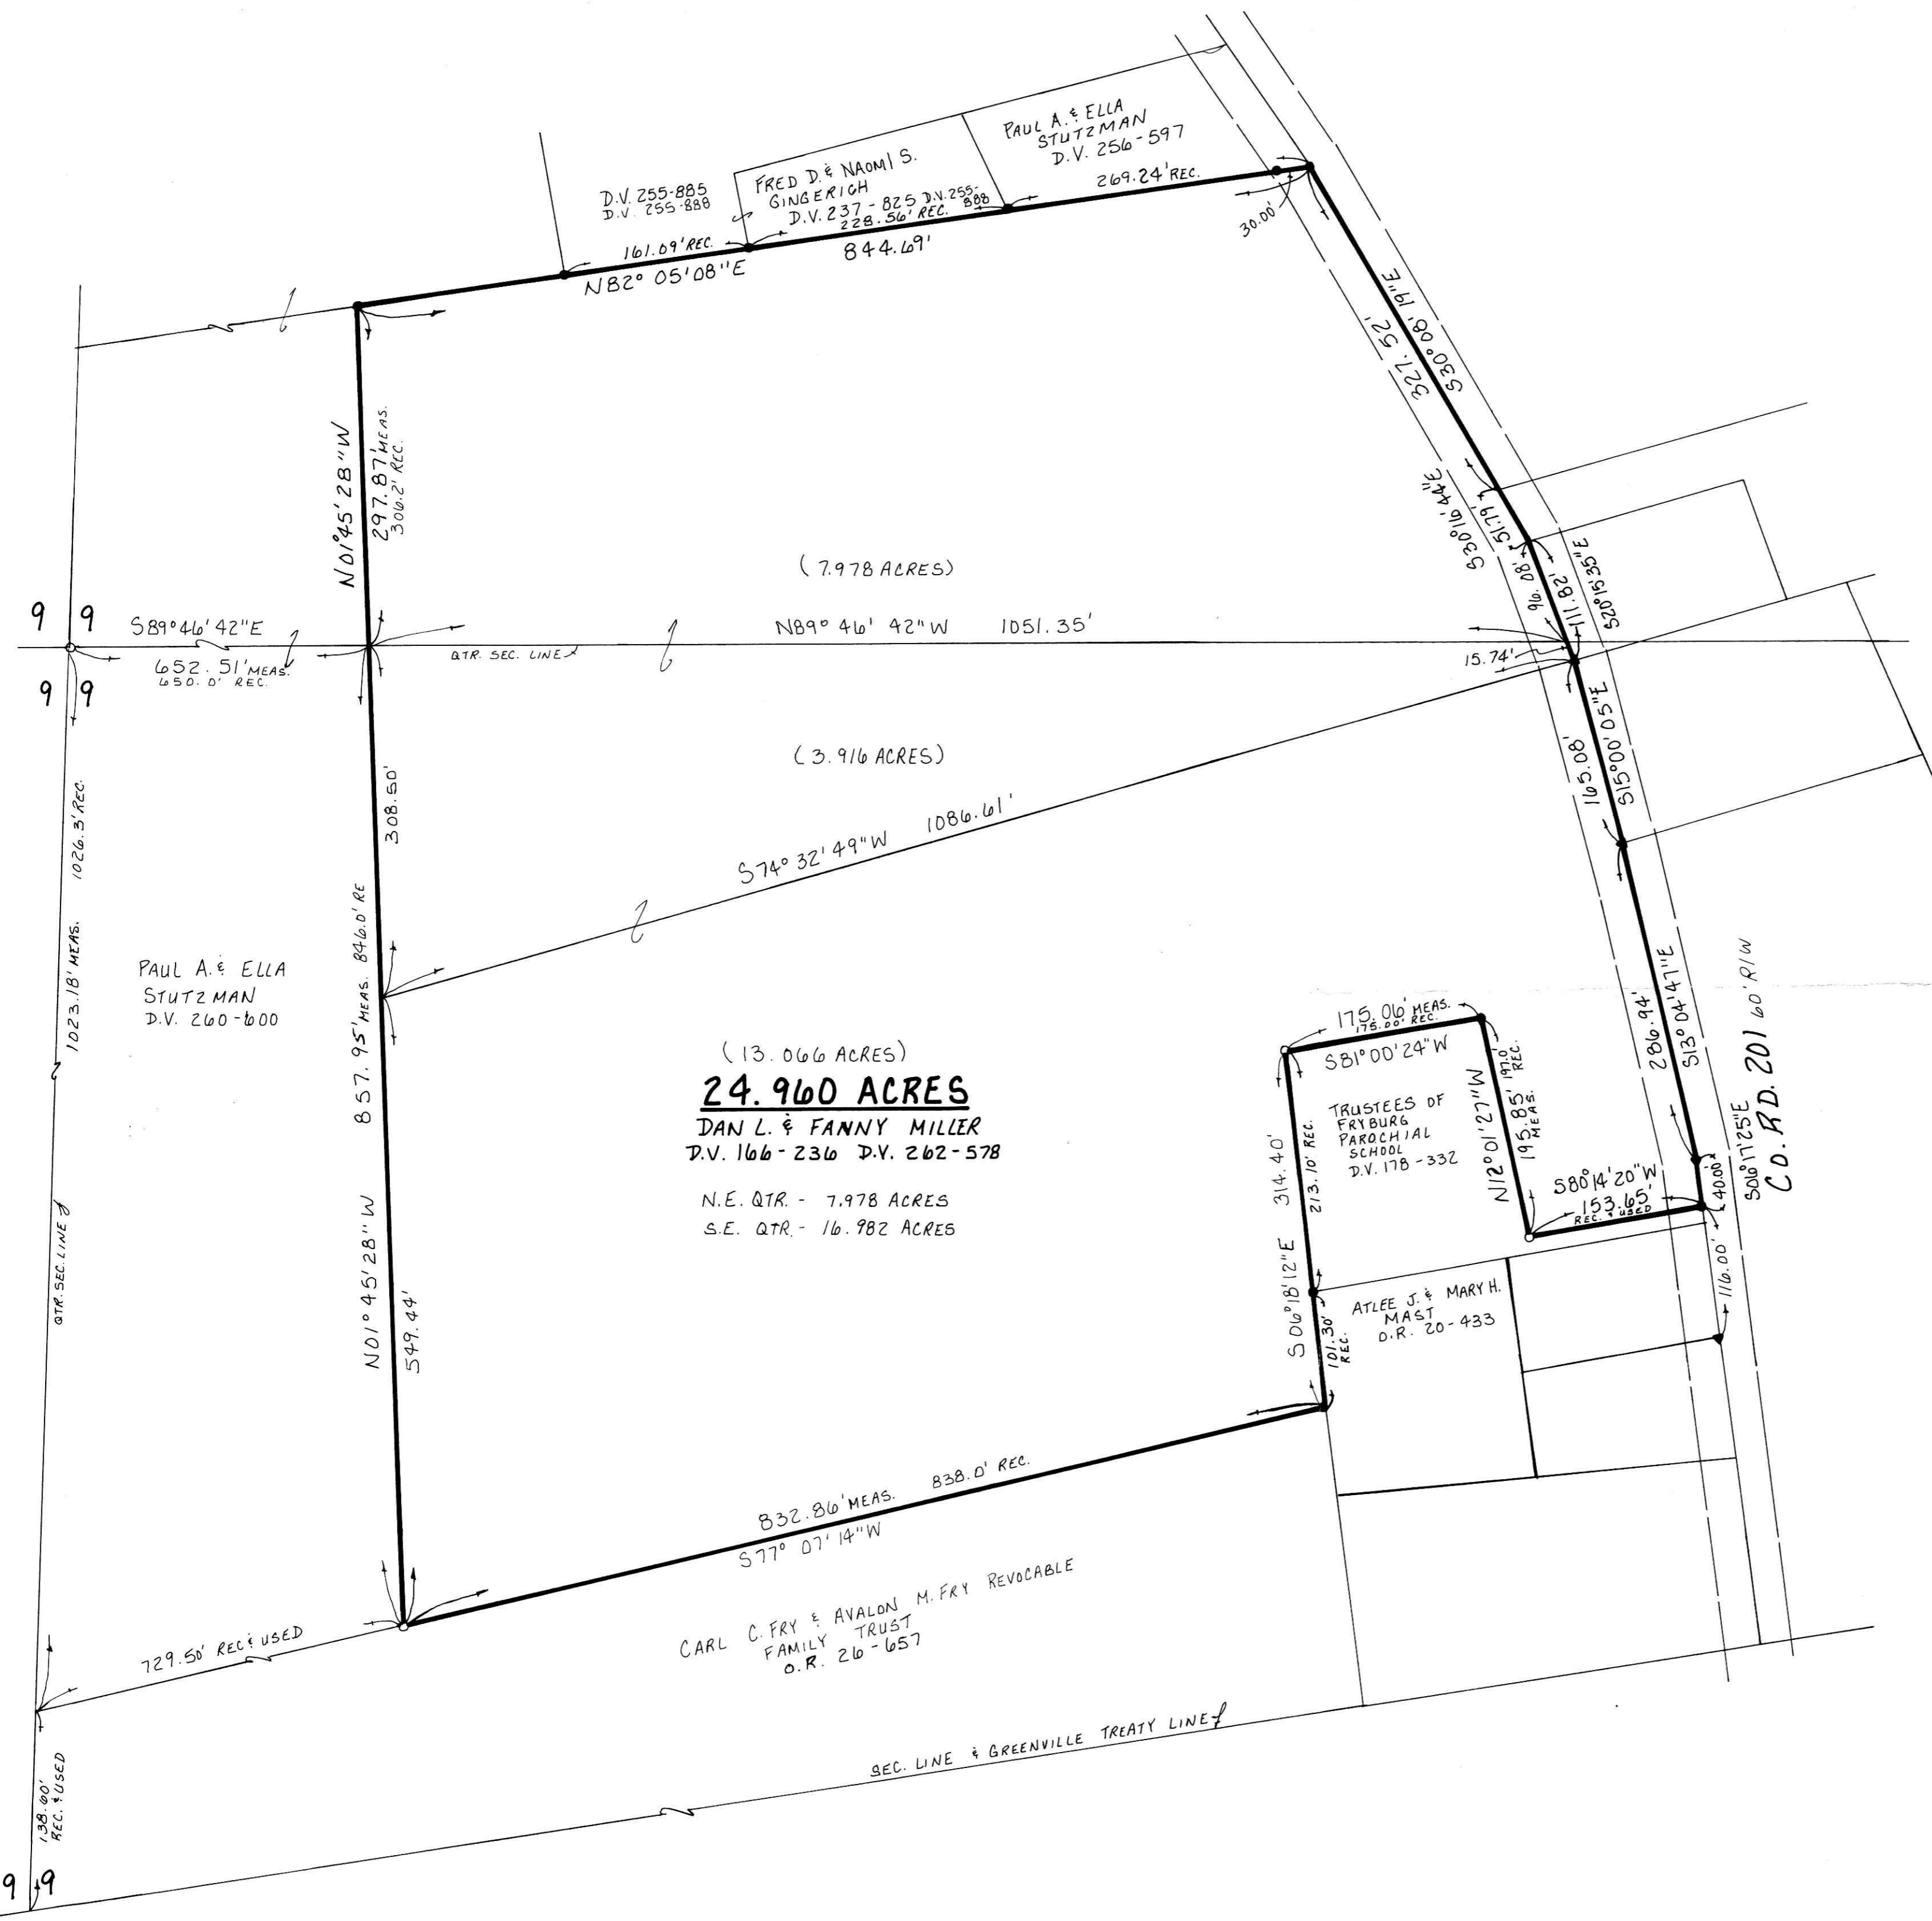 PAUL A. & ELLA
STUTZMAN
D.V. 256-597
FRED D. & NAOMI S.
GINGERICH
D.V. 237-825 D.V. 255-
888
D.V. 255-885
D.V. 255-888
269.24' REC.
228.56' REC.
161.09' REC.
844.69'
N82° 05' 08"E
30.00'
S30° 08' 19"E
327.52'
N01° 45' 28"W
297.87' MEAS.
306.2' REC.
S30° 16' 44"E
51.79'
96.08'
111.82'
S20° 15' 35"E
(7.978 ACRES)
9 9
S89° 46' 42"E
N89° 46' 42"W 1051.35'
QTR. SEC. LINE
652.51' MEAS.
650.0' REC.
9 9
15.74'
S15° 00' 05"E
165.08'
(3.916 ACRES)
308.50'
S74° 32' 49"W 1086.61'
1023.18' MEAS. 1026.3' REC.
857.95' MEAS. 846.0' RE
PAUL A. & ELLA
STUTZMAN
D.V. 260-600
286.94'
S13° 04' 47"E
CO. RD. 201 60' R/W
175.06' MEAS.
175.00' REC.
S81° 00' 24"W
(13.066 ACRES)
24.960 ACRES
DAN L. & FANNY MILLER
D.V. 166-236 D.V. 262-578
N.E. QTR. - 7.978 ACRES
S.E. QTR. - 16.982 ACRES
TRUSTEES OF
FRYBURG
PAROCHIAL
SCHOOL
D.V. 178-332
N12° 01' 27"W
195.85' MEAS.
197.0 REC.
314.40'
213.10' REC.
S06° 18' 12"E
S80° 14' 20"W
153.65'
REC. & USED
40.00'
S06° 17' 25"E
116.00'
ATLEE J. & MARY H.
MAST
O.R. 20-433
101.30'
REC.
N01° 45' 28"W
549.44'
QTR. SEC. LINE
832.86' MEAS. 838.0' REC.
S77° 07' 14"W
CARL C. FRY & AVALON M. FRY REVOCABLE
FAMILY TRUST
O.R. 26-657
729.50' REC & USED
SEC. LINE & GREENVILLE TREATY LINE
138.60'
REC. & USED
9 9